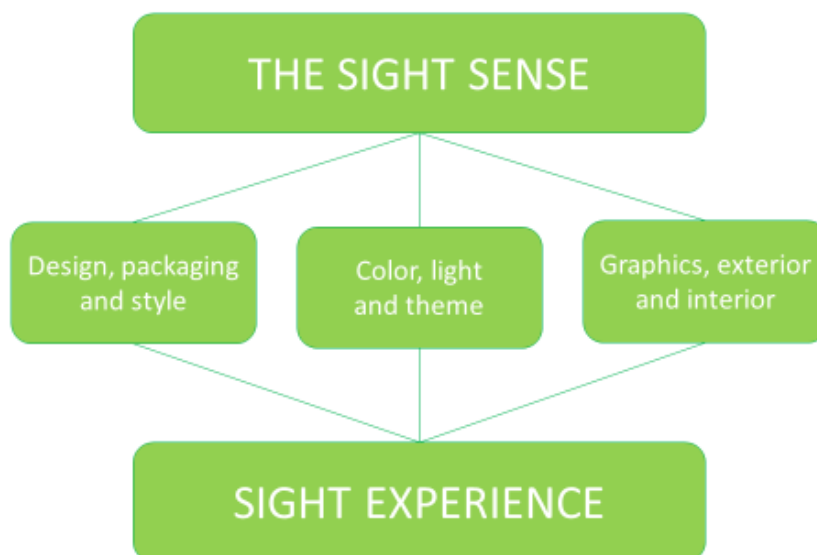 THE SIGHT SENSE
Design, packaging
and style
Color, light
and theme
Graphics, exterior
and interior
SIGHT EXPERIENCE